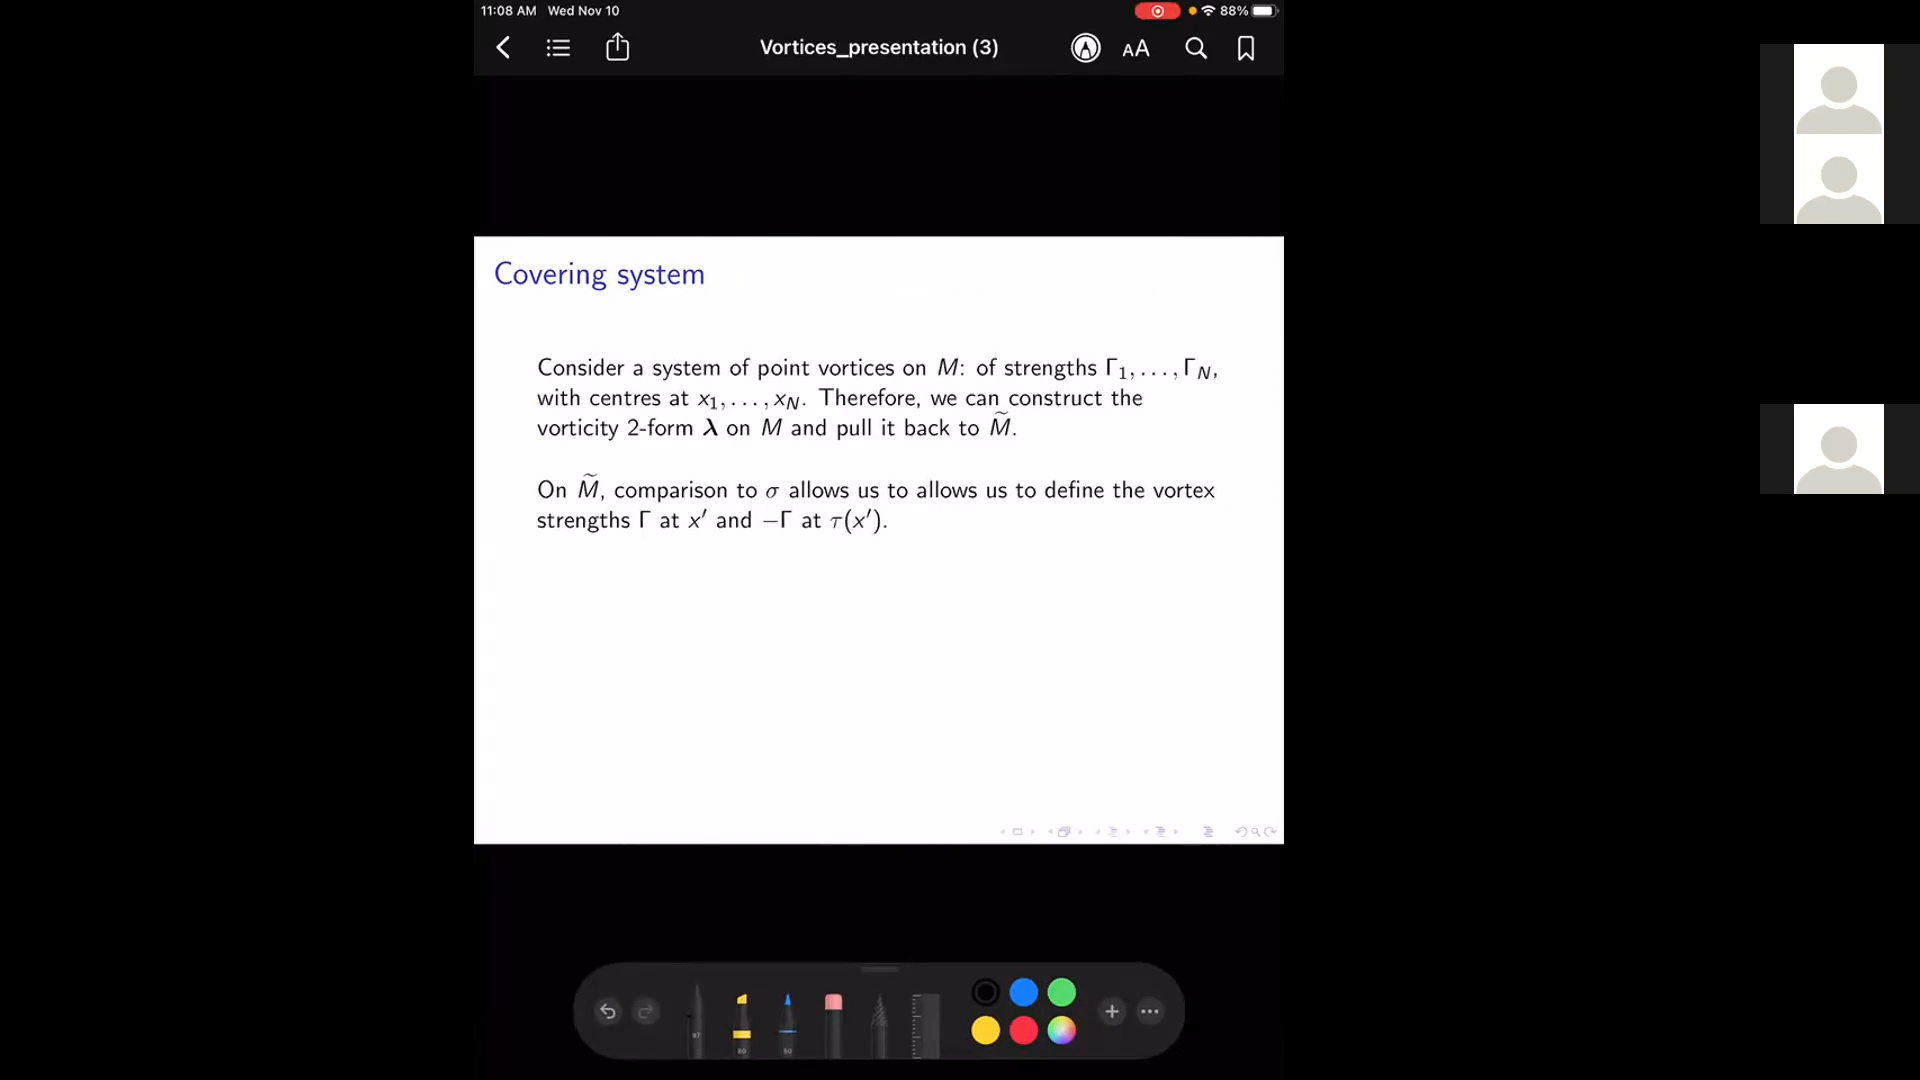 11:08 AM Wed Nov 10
88%
Vortices_presentation (3)
AA
Covering system
Consider a system of point vortices on M: of strengths Γ₁, . . . , Γ_N,
with centres at x₁, . . . , x_N. Therefore, we can construct the
vorticity 2-form λ on M and pull it back to M̃.
On M̃, comparison to σ allows us to allows us to define the vortex
strengths Γ at x′ and −Γ at τ(x′).
97
80
50